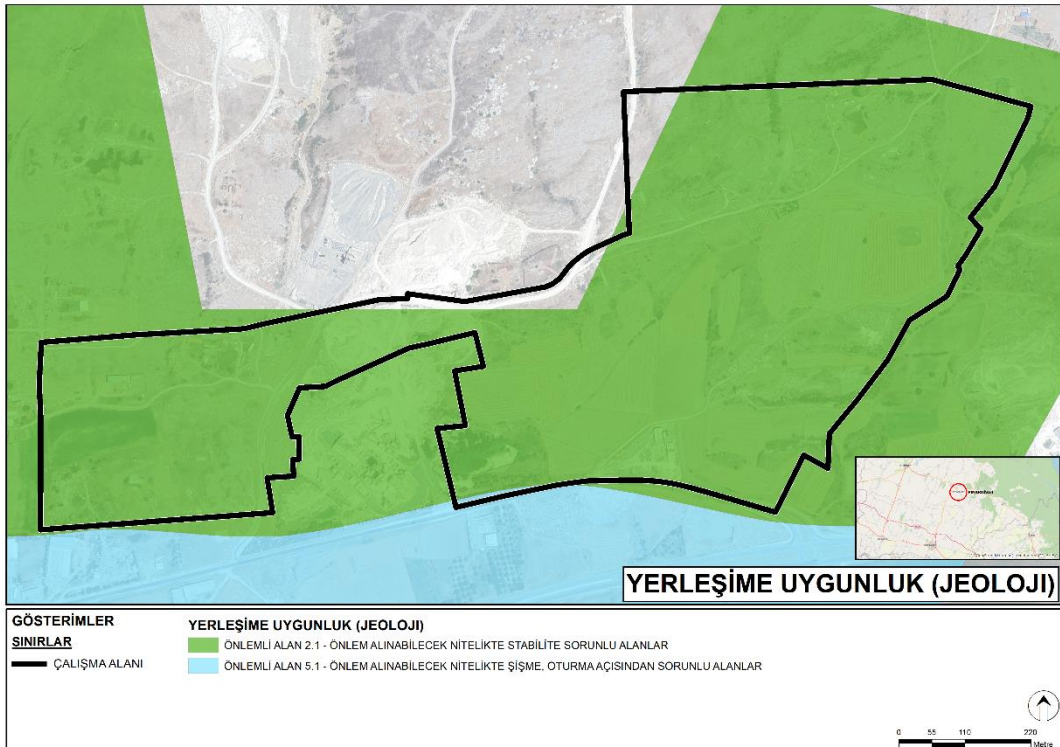 YERLEŞİME UYGUNLUK (JEOLOJI)
GÖSTERİMLER
SINIRLAR
ÇALIŞMA ALANI
YERLEŞİME UYGUNLUK (JEOLOJI)
ÖNLEMLİ ALAN 2.1 - ÖNLEM ALINABİLECEK NİTELİKTE STABİLİTE SORUNLU ALANLAR
ÖNLEMLİ ALAN 5.1 - ÖNLEM ALINABİLECEK NİTELİKTE ŞİŞME, OTURMA AÇISINDAN SORUNLU ALANLAR
0 55 110 220
Metre